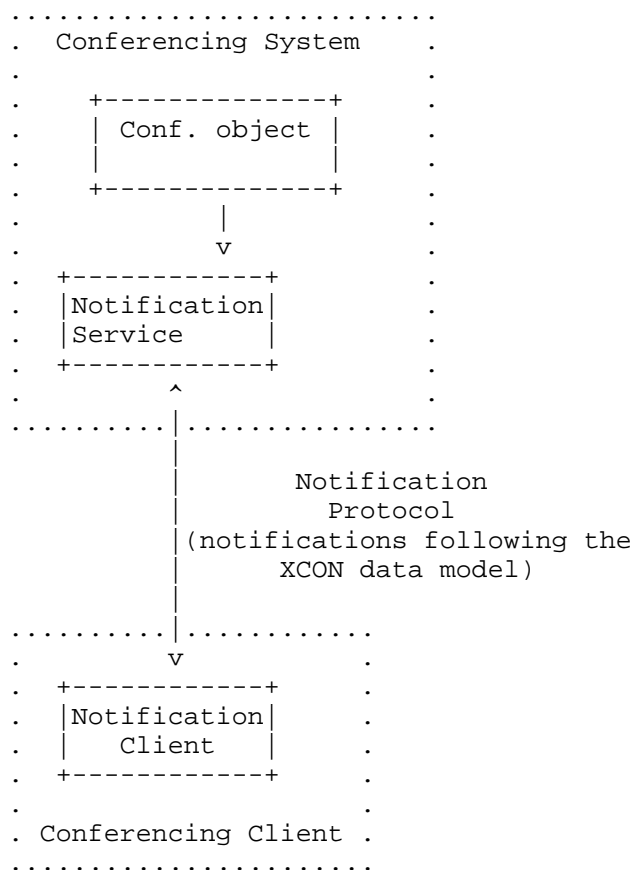 Conferencing System
Conf. object
Notification
Service
Notification
Protocol
(notifications following the
XCON data model)
Notification
Client
Conferencing Client